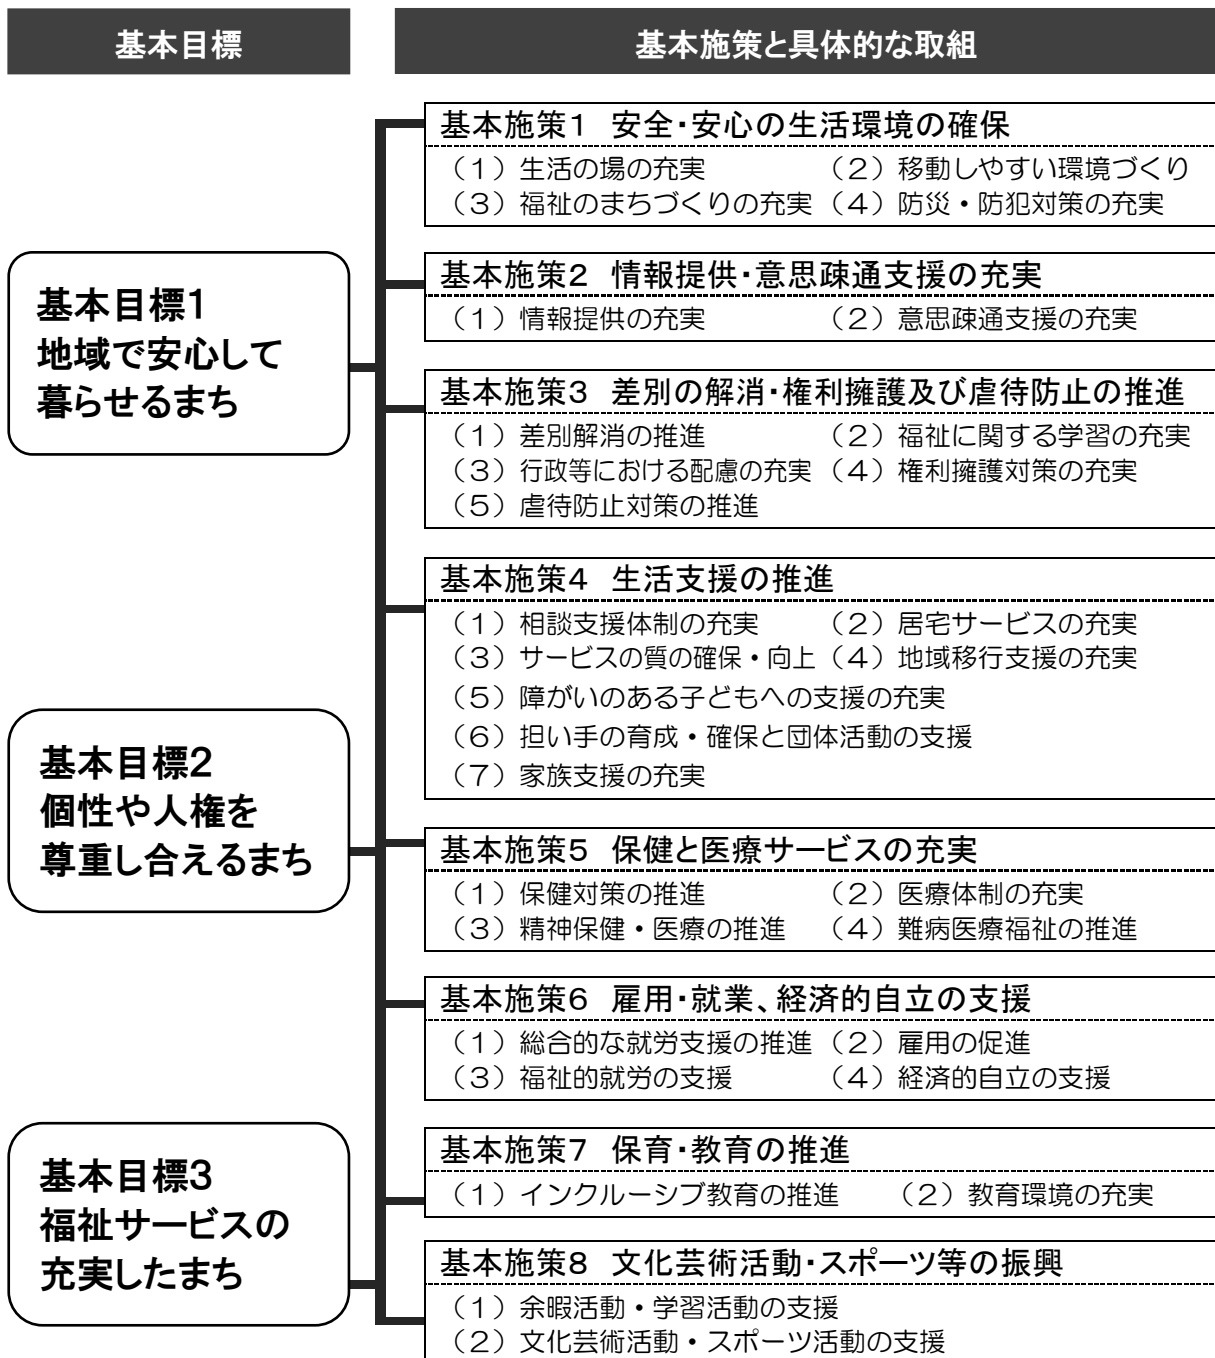 基本目標
基本施策と具体的な取組
基本目標1
地域で安心して
暮らせるまち
基本目標2
個性や人権を
尊重し合えるまち
基本目標3
福祉サービスの
充実したまち
基本施策1 安全・安心の生活環境の確保
（1）生活の場の充実 （2）移動しやすい環境づくり
（3）福祉のまちづくりの充実 （4）防災・防犯対策の充実
基本施策2 情報提供・意思疎通支援の充実
（1）情報提供の充実 （2）意思疎通支援の充実
基本施策3 差別の解消・権利擁護及び虐待防止の推進
（1）差別解消の推進 （2）福祉に関する学習の充実
（3）行政等における配慮の充実 （4）権利擁護対策の充実
（5）虐待防止対策の推進
基本施策4 生活支援の推進
（1）相談支援体制の充実 （2）居宅サービスの充実
（3）サービスの質の確保・向上 （4）地域移行支援の充実
（5）障がいのある子どもへの支援の充実
（6）担い手の育成・確保と団体活動の支援
（7）家族支援の充実
基本施策5 保健と医療サービスの充実
（1）保健対策の推進 （2）医療体制の充実
（3）精神保健・医療の推進 （4）難病医療福祉の推進
基本施策6 雇用・就業、経済的自立の支援
（1）総合的な就労支援の推進 （2）雇用の促進
（3）福祉的就労の支援 （4）経済的自立の支援
基本施策7 保育・教育の推進
（1）インクルーシブ教育の推進 （2）教育環境の充実
基本施策8 文化芸術活動・スポーツ等の振興
（1）余暇活動・学習活動の支援
（2）文化芸術活動・スポーツ活動の支援